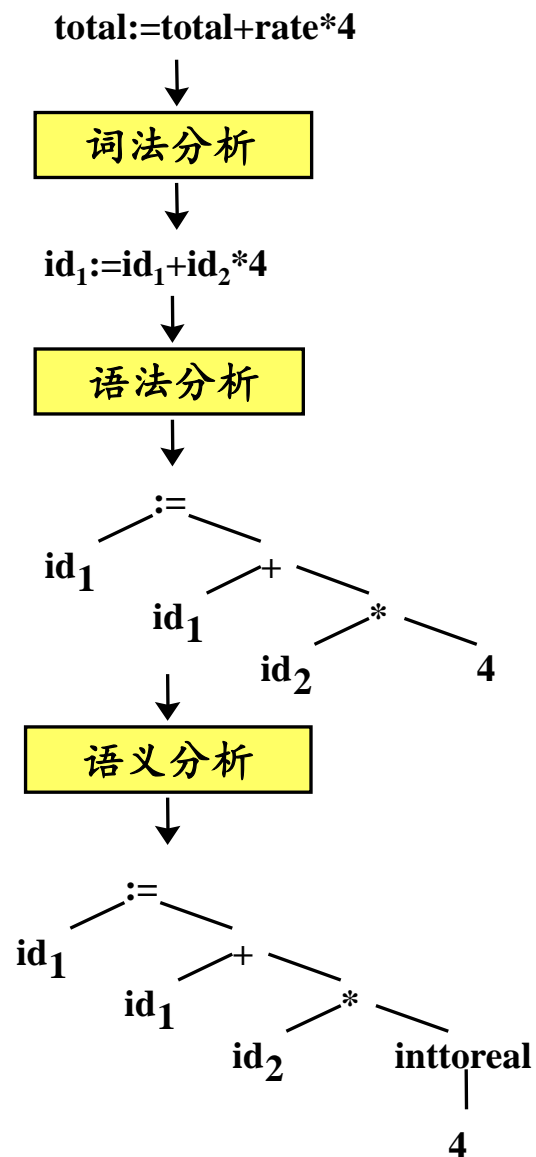 total:=total+rate*4
词法分析
id₁:=id₁+id₂*4
语法分析
:=
id₁
+
id₁
*
id₂
4
语义分析
:=
id₁
+
id₁
*
id₂
inttoreal
4